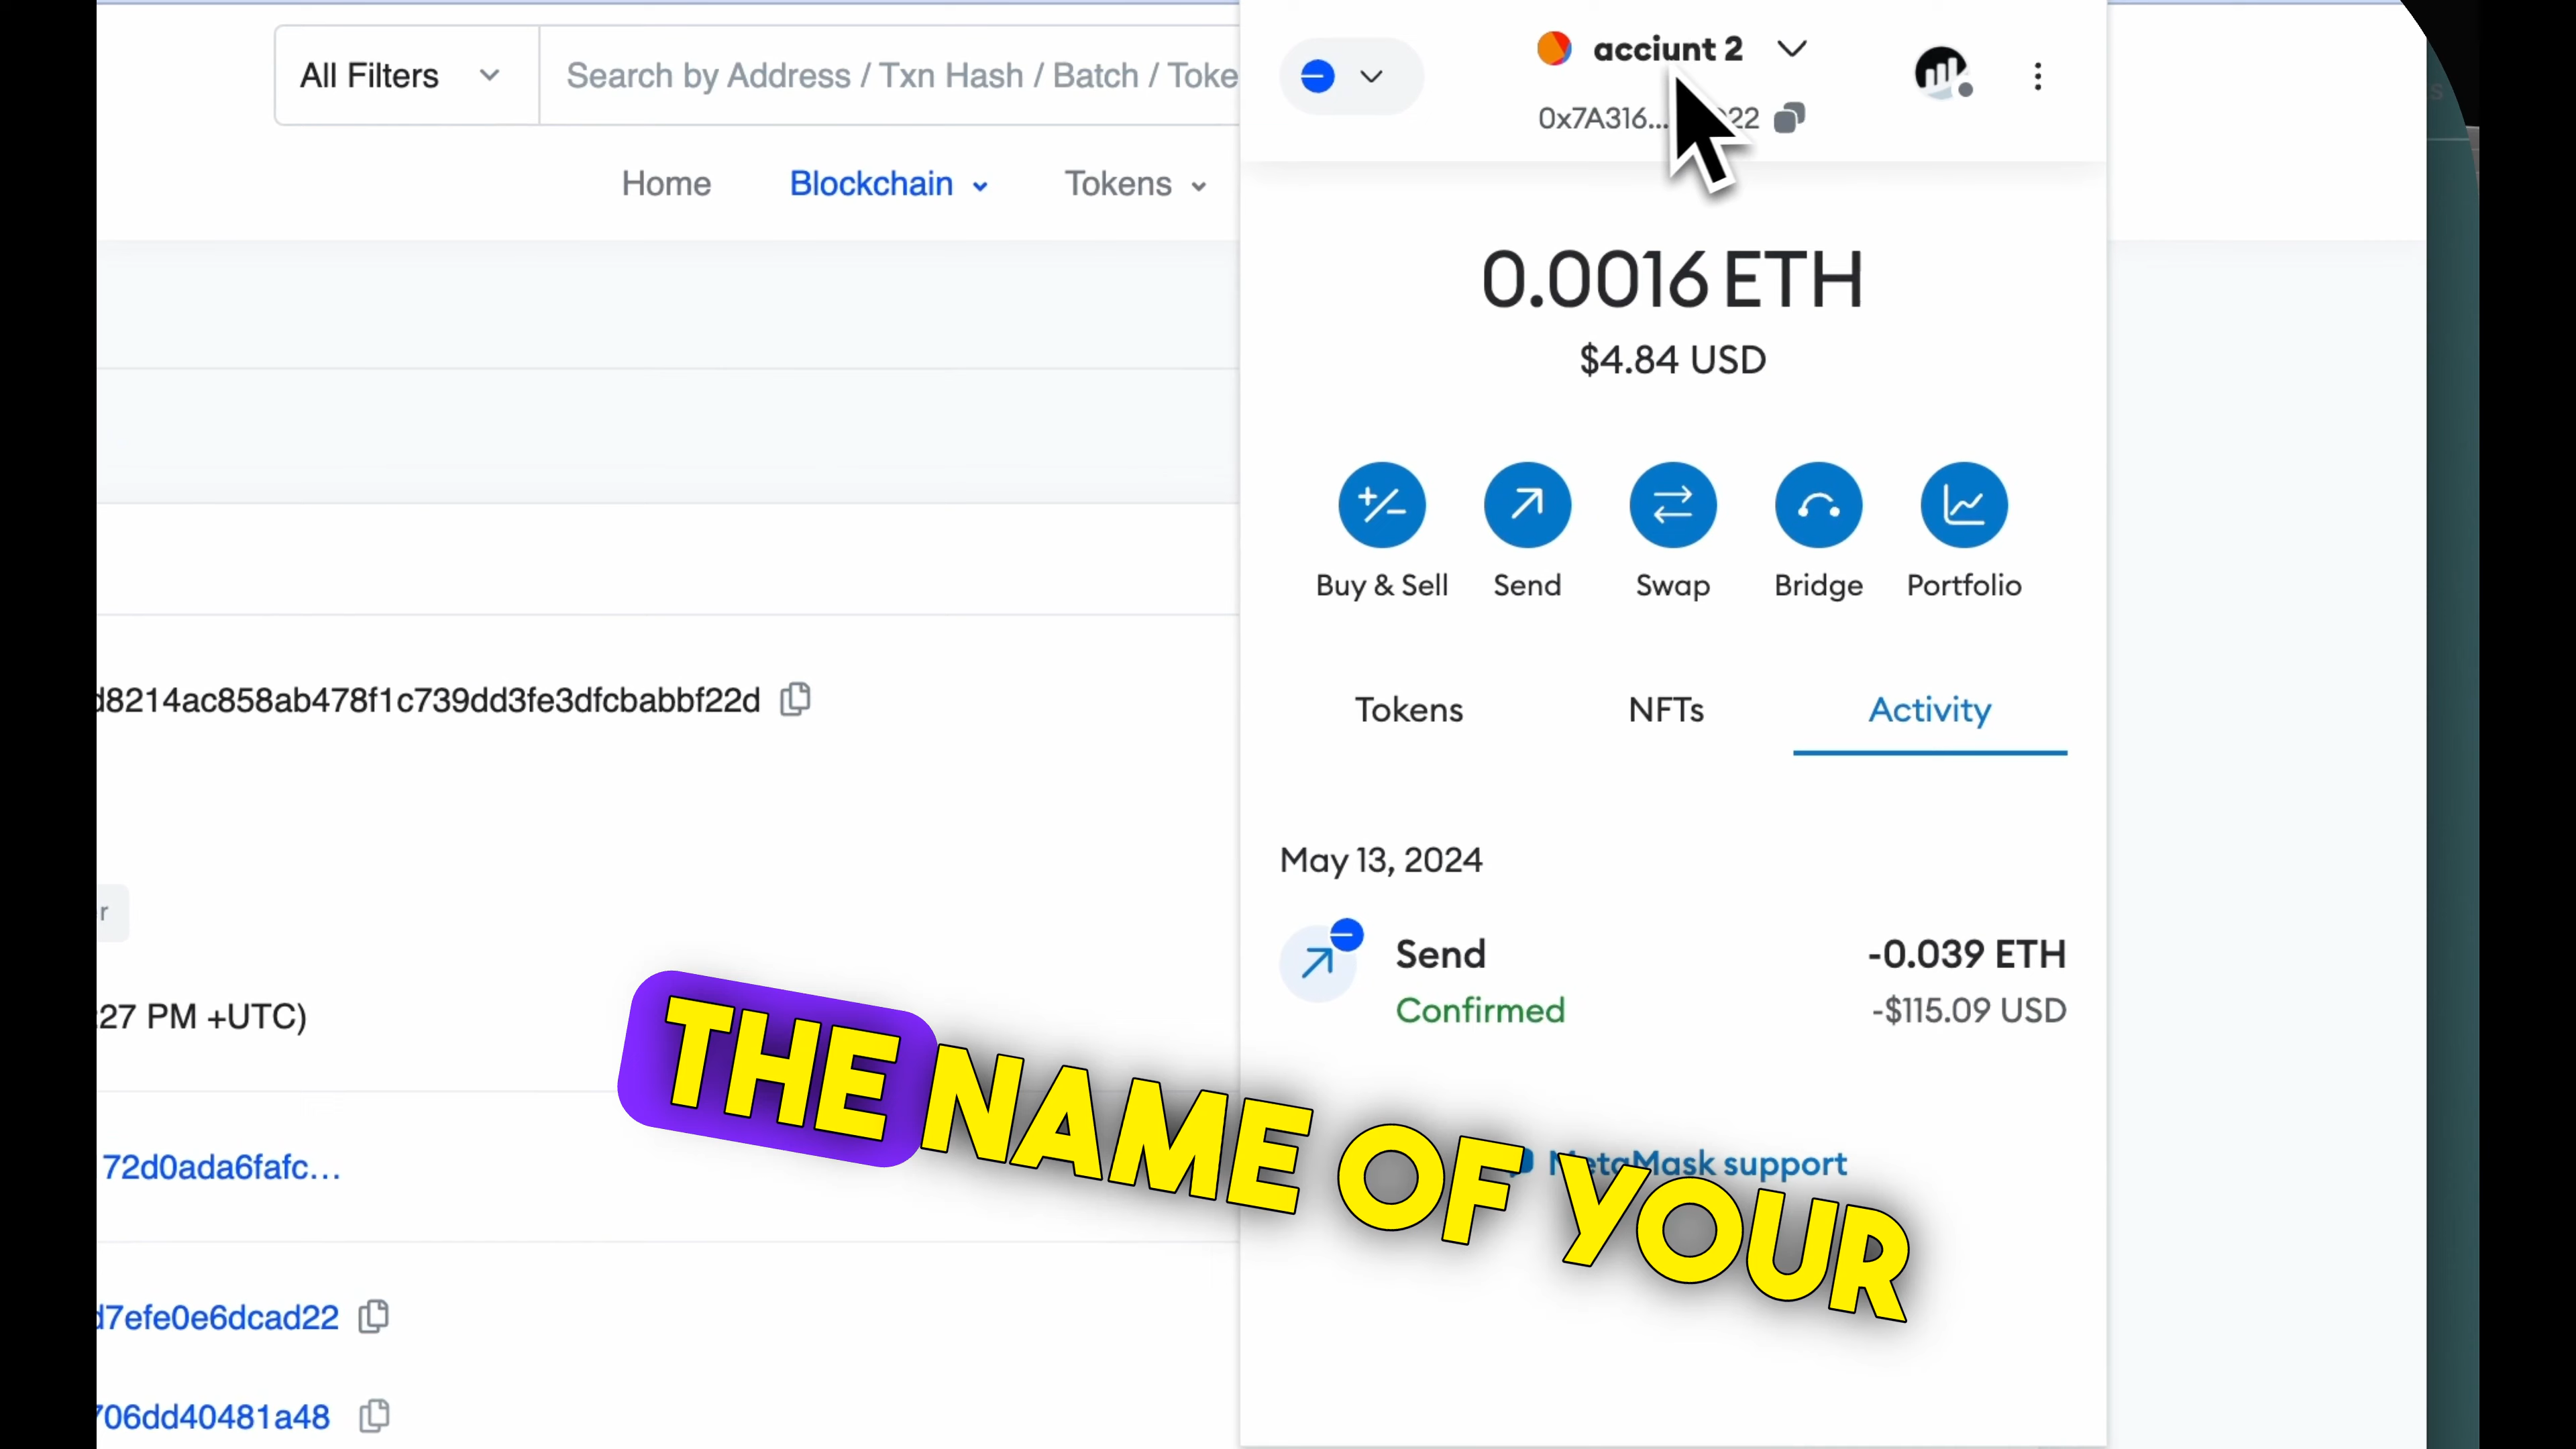 All Filters
Search by Address / Txn Hash / Batch / Toke
Home
Blockchain
Tokens
d8214ac858ab478f1c739dd3fe3dfcbabbf22d
r
:27 PM +UTC)
72d0ada6fafc...
d7efe0e6dcad22
706dd40481a48
acciunt 2
0x7A316...
22
0.0016 ETH
$4.84 USD
Buy & Sell
Send
Swap
Bridge
Portfolio
Tokens
NFTs
Activity
May 13, 2024
Send
-0.039 ETH
Confirmed
-$115.09 USD
MetaMask support
THE NAME OF YOUR